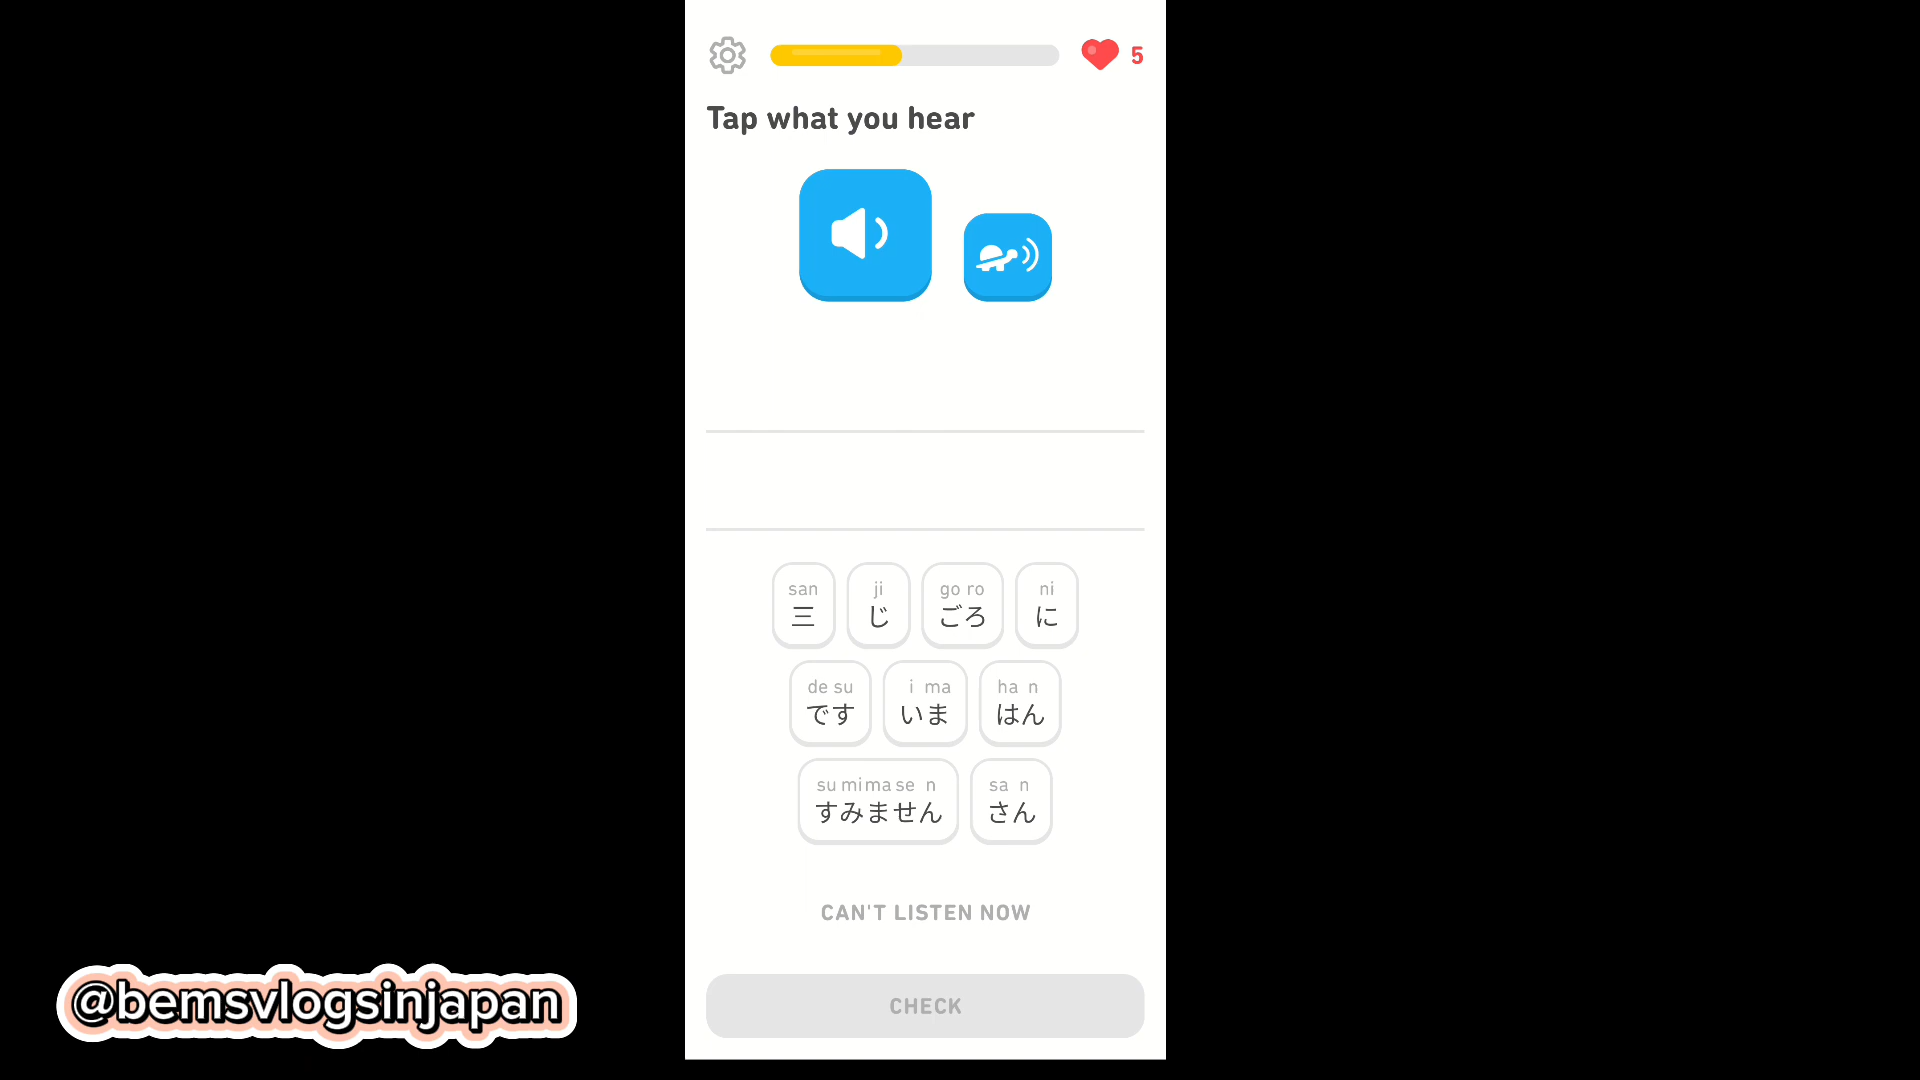 5
Tap what you hear
san ji go ro ni
三 じ ごろ に
de su i ma ha n
です いま はん
su mi ma se n sa n
すみません さん
CAN'T LISTEN NOW
CHECK
@bemsvlogsinjapan